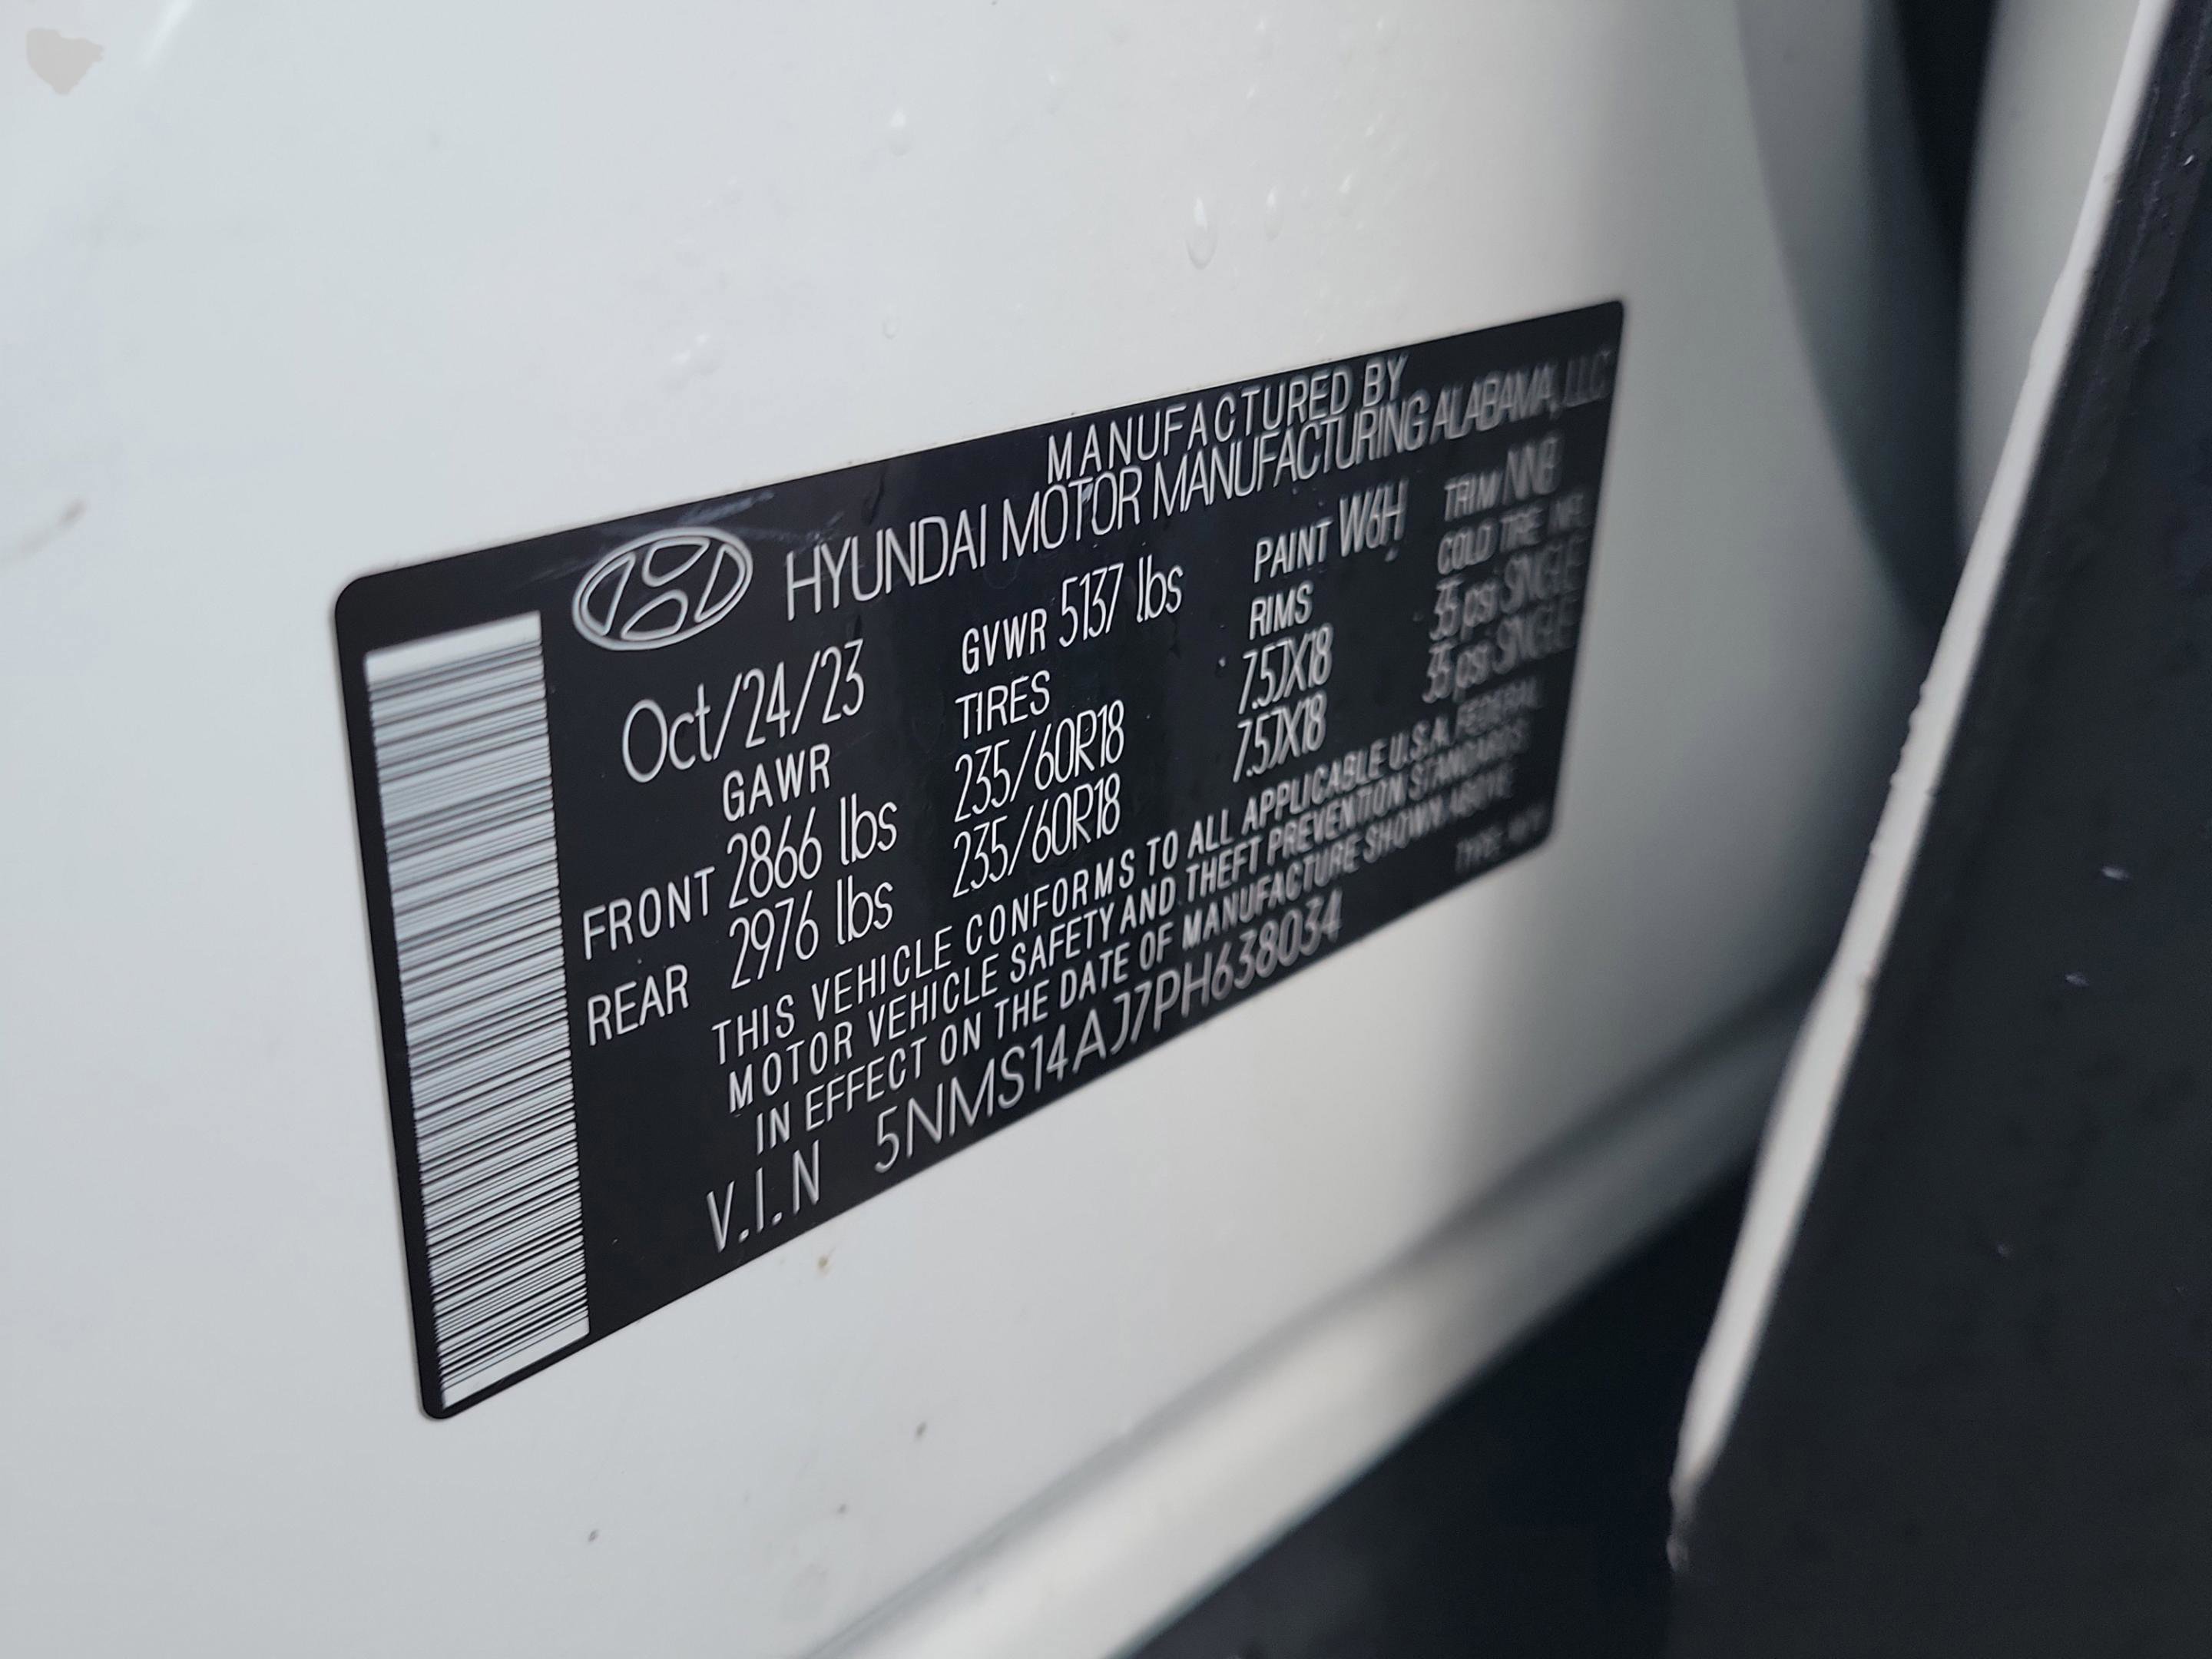 MANUFACTURED BY
HYUNDAI MOTOR MANUFACTURING ALABAMA, LLC
Oct/24/23 GVWR 5137 lbs PAINT W6H TRIM NNB
GAWR TIRES RIMS COLD TIRE INFL
FRONT 2866 lbs 235/60R18 7.5JX18 35 psi SINGLE
REAR 2976 lbs 235/60R18 7.5JX18 35 psi SINGLE
THIS VEHICLE CONFORMS TO ALL APPLICABLE U.S.A. FEDERAL
MOTOR VEHICLE SAFETY AND THEFT PREVENTION STANDARDS
IN EFFECT ON THE DATE OF MANUFACTURE SHOWN ABOVE
V.I.N 5NMS14AJ7PH638034 TYPE: